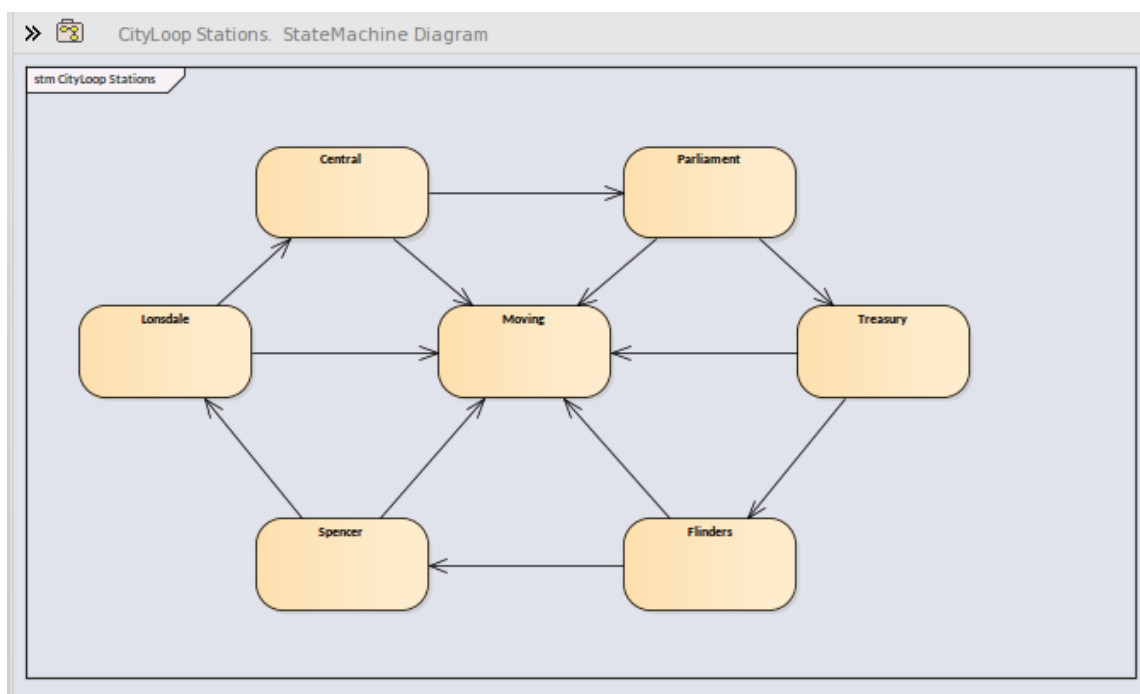 CityLoop Stations. StateMachine Diagram
stm CityLoop Stations
Central
Parliament
Lonsdale
Moving
Treasury
Spencer
Flinders